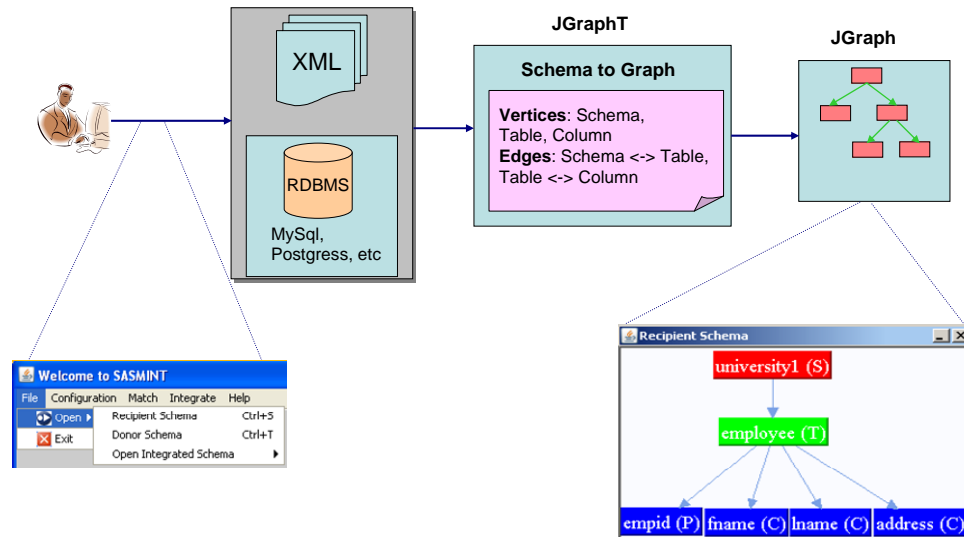 JGraphT
JGraph
XML
RDBMS
MySql,
Postgress, etc
Schema to Graph
Vertices: Schema,
Table, Column
Edges: Schema <-> Table,
Table <-> Column
Welcome to SASMINT
File Configuration Match Integrate Help
Open
Exit
Recipient Schema Ctrl+S
Donor Schema Ctrl+T
Open Integrated Schema
Recipient Schema
university1 (S)
employee (T)
empid (P) fname (C) lname (C) address (C)